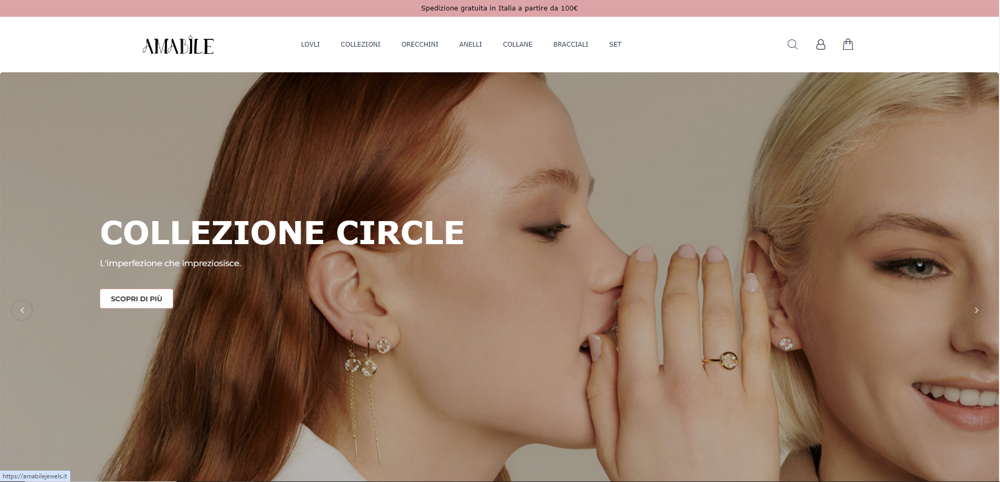 Spedizione gratuita in Italia a partire da 100€
AMABÎLE
LOVLI COLLEZIONI ORECCHINI ANELLI COLLANE BRACCIALI SET
COLLEZIONE CIRCLE
L'imperfezione che impreziosisce.
SCOPRI DI PIÙ
https://amabilejewels.it